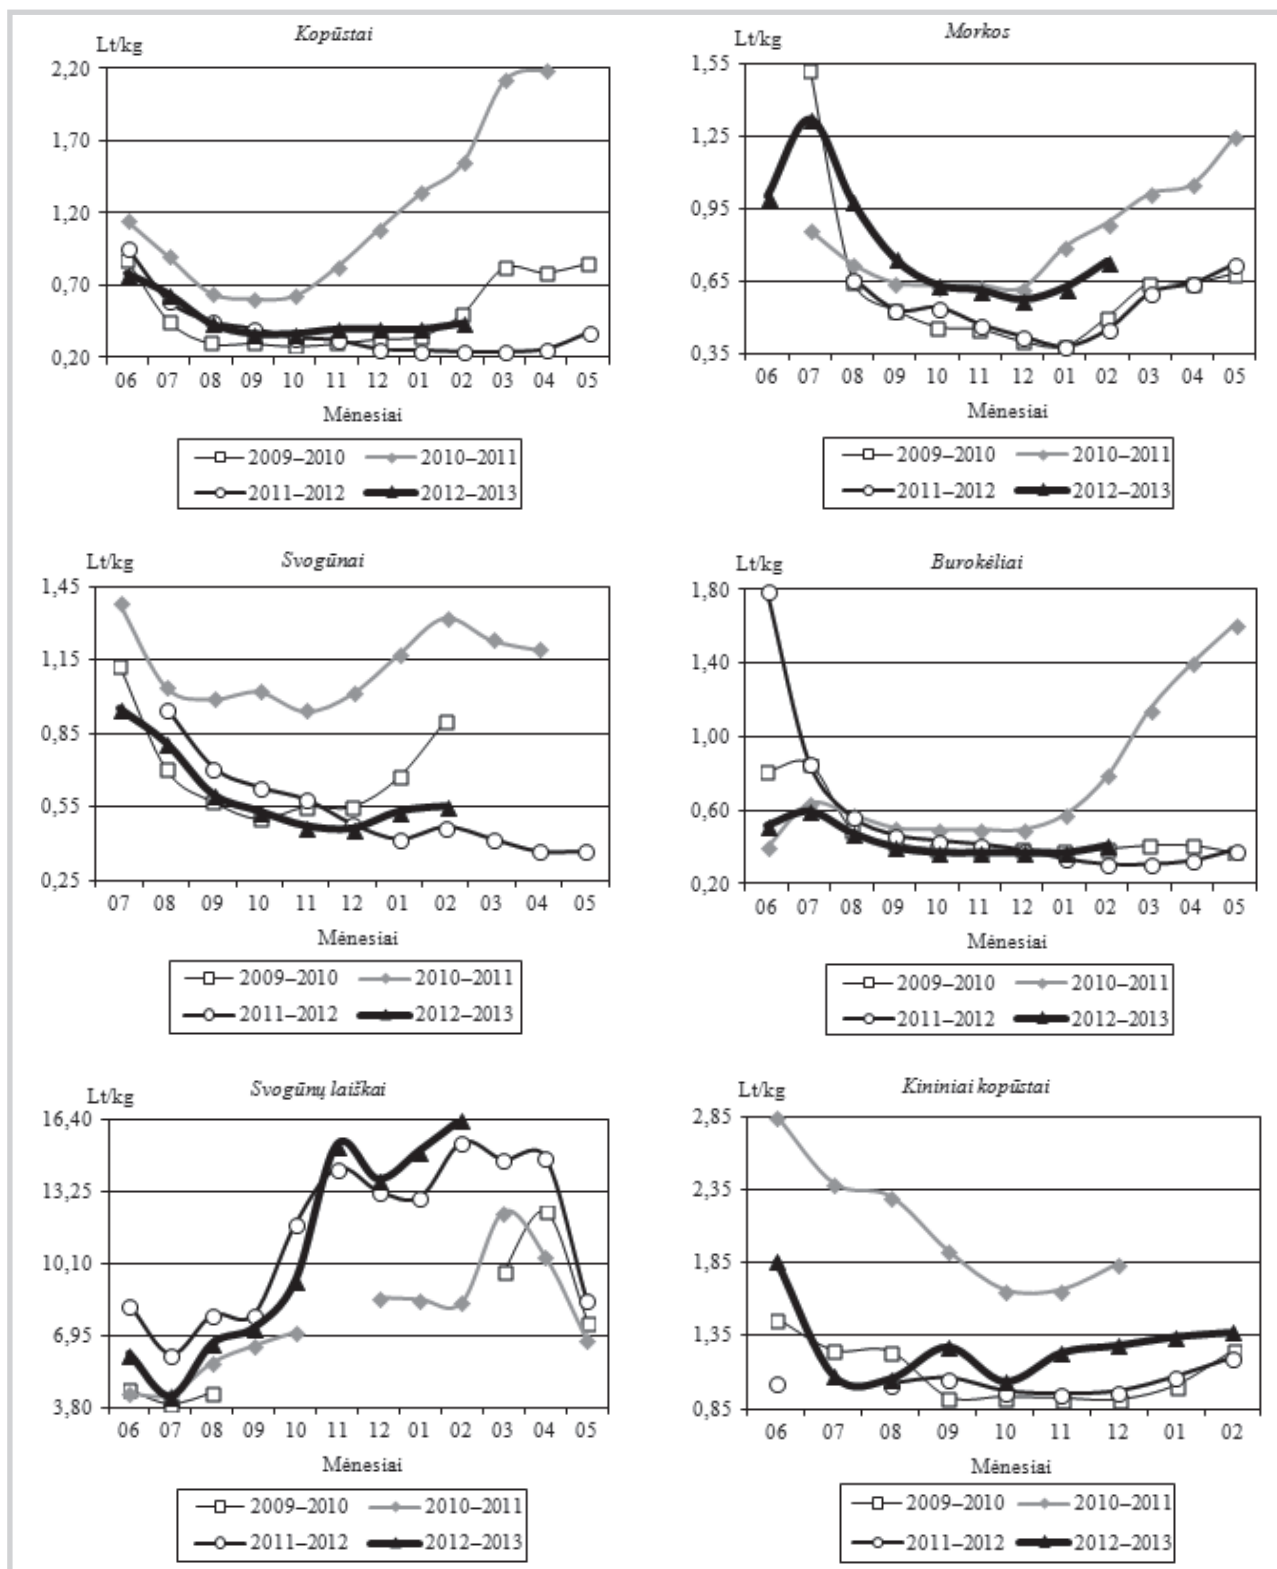 Kopūstai
Lt/kg
2,20
1,70
1,20
0,70
0,20
06 07 08 09 10 11 12 01 02 03 04 05
Mėnesiai
2009–2010 2010–2011
2011–2012 2012–2013
Morkos
Lt/kg
1,55
1,25
0,95
0,65
0,35
06 07 08 09 10 11 12 01 02 03 04 05
Mėnesiai
2009–2010 2010–2011
2011–2012 2012–2013
Svogūnai
Lt/kg
1,45
1,15
0,85
0,55
0,25
07 08 09 10 11 12 01 02 03 04 05
Mėnesiai
2009–2010 2010–2011
2011–2012 2012–2013
Burokėliai
Lt/kg
1,80
1,40
1,00
0,60
0,20
06 07 08 09 10 11 12 01 02 03 04 05
Mėnesiai
2009–2010 2010–2011
2011–2012 2012–2013
Svogūnų laiškai
Lt/kg
16,40
13,25
10,10
6,95
3,80
06 07 08 09 10 11 12 01 02 03 04 05
Mėnesiai
2009–2010 2010–2011
2011–2012 2012–2013
Kininiai kopūstai
Lt/kg
2,85
2,35
1,85
1,35
0,85
06 07 08 09 10 11 12 01 02
Mėnesiai
2009–2010 2010–2011
2011–2012 2012–2013